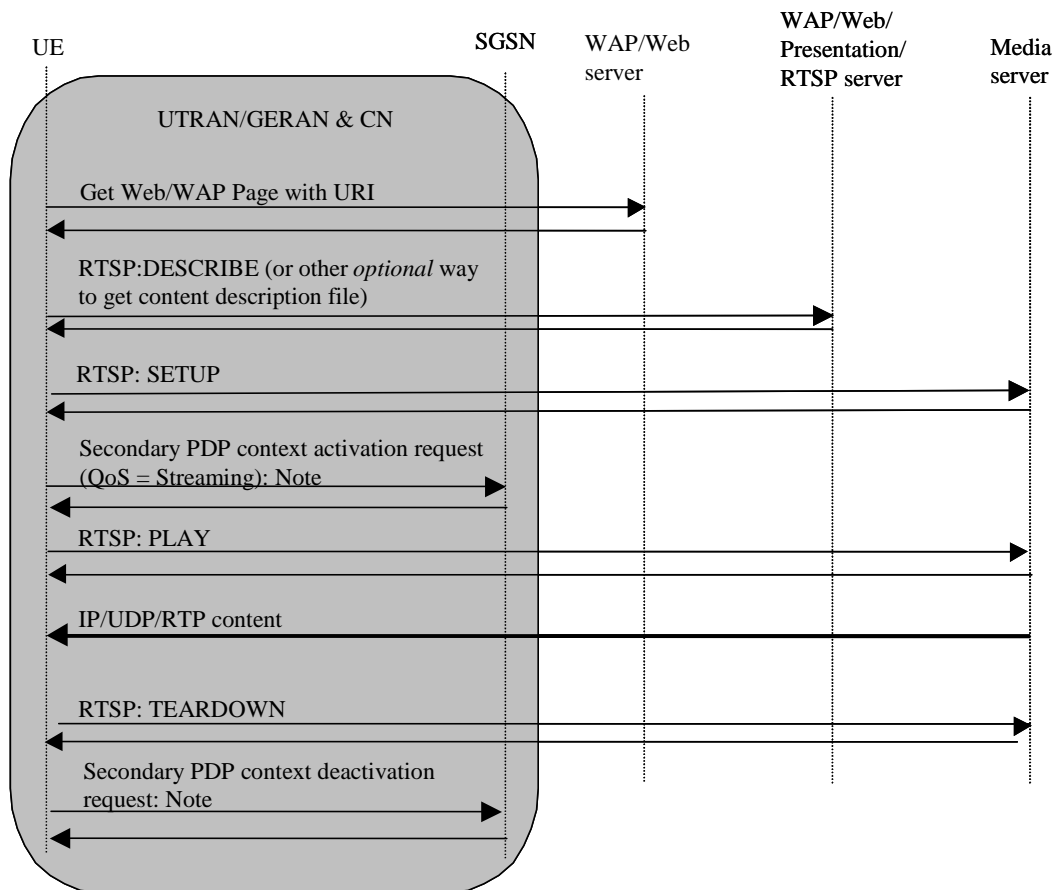 UE
SGSN
WAP/Web
server
WAP/Web/
Presentation/
RTSP server
Media
server
UTRAN/GERAN & CN
Get Web/WAP Page with URI
RTSP:DESCRIBE (or other optional way
to get content description file)
RTSP: SETUP
Secondary PDP context activation request
(QoS = Streaming): Note
RTSP: PLAY
IP/UDP/RTP content
RTSP: TEARDOWN
Secondary PDP context deactivation
request: Note